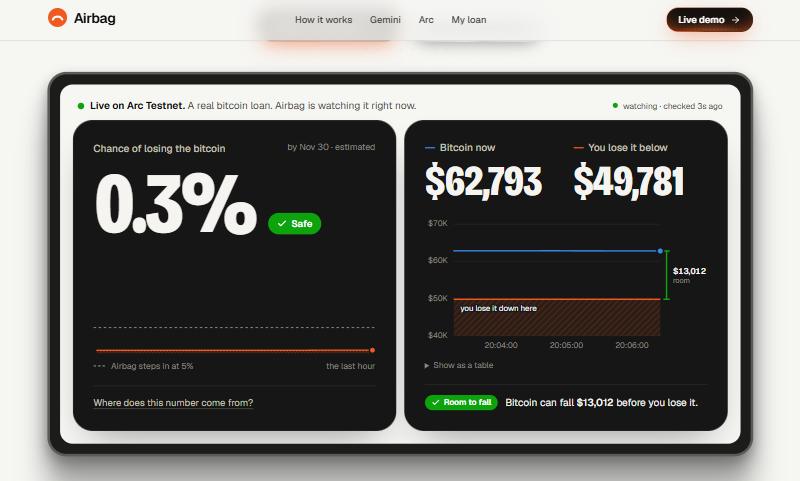 Airbag
How it works Gemini Arc My loan
Live demo →
Live on Arc Testnet. A real bitcoin loan. Airbag is watching it right now.
watching · checked 3s ago
Chance of losing the bitcoin
by Nov 30 · estimated
0.3%
✓ Safe
Airbag steps in at 5%
the last hour
Where does this number come from?
Bitcoin now
$62,793
You lose it below
$49,781
$70K
$60K
$50K
$40K
$13,012
room
you lose it down here
20:04:00 20:05:00 20:06:00
Show as a table
✓ Room to fall
Bitcoin can fall $13,012 before you lose it.